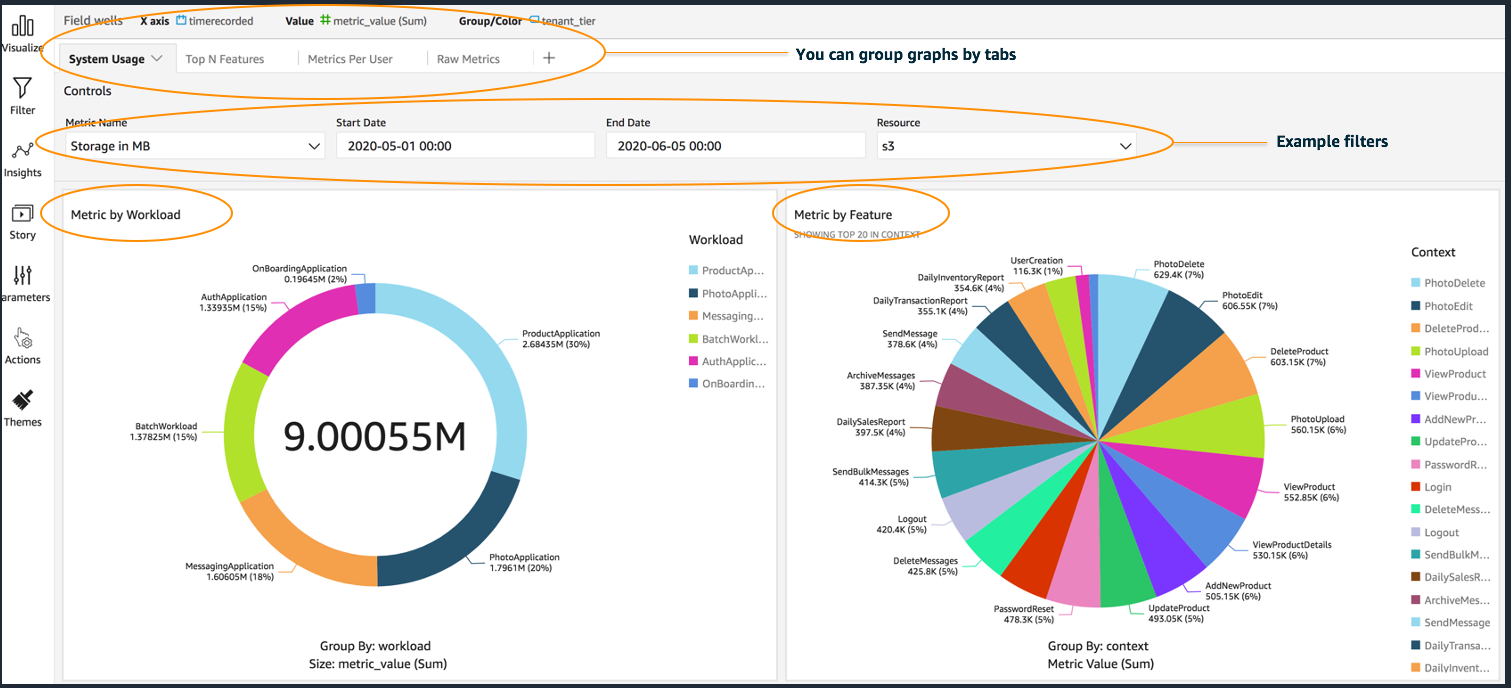 Field wells X axis timerecorded Value metric_value (Sum) Group/Color tenant_tier
Visualize
System Usage Top N Features Metrics Per User Raw Metrics +
You can group graphs by tabs
Controls
Filter
Metric Name Start Date End Date Resource
Storage in MB 2020-05-01 00:00 2020-06-05 00:00 s3
Example filters
Insights
Story
arameters
Actions
Themes
Metric by Workload
OnBoardingApplication
0.19645M (2%)
AuthApplication
1.33935M (15%)
ProductApplication
2.68435M (30%)
BatchWorkload
1.37825M (15%)
9.00055M
MessagingApplication
1.60605M (18%)
PhotoApplication
1.7961M (20%)
Group By: workload
Size: metric_value (Sum)
Workload
ProductAp...
PhotoAppli...
Messaging...
BatchWorkl...
AuthApplic...
OnBoardin...
Metric by Feature
SHOWING TOP 20 IN CONTEXT
UserCreation
116.3K (1%)
PhotoDelete
629.4K (7%)
DailyInventoryReport
354.6K (4%)
PhotoEdit
606.55K (7%)
DailyTransactionReport
355.1K (4%)
SendMessage
378.6K (4%)
DeleteProduct
603.15K (7%)
ArchiveMessages
387.35K (4%)
PhotoUpload
560.15K (6%)
DailySalesReport
397.5K (4%)
SendBulkMessages
414.3K (5%)
ViewProduct
552.85K (6%)
Logout
420.4K (5%)
ViewProductDetails
530.15K (6%)
DeleteMessages
425.8K (5%)
AddNewProduct
505.15K (6%)
PasswordReset
478.3K (5%)
UpdateProduct
493.05K (5%)
Group By: context
Metric Value (Sum)
Context
PhotoDelete
PhotoEdit
DeleteProd...
PhotoUpload
ViewProduct
ViewProdu...
AddNewPr...
UpdatePro...
PasswordR...
Login
DeleteMess...
Logout
SendBulkM...
DailySalesR...
ArchiveMes...
SendMessage
DailyTransa...
DailyInvent...